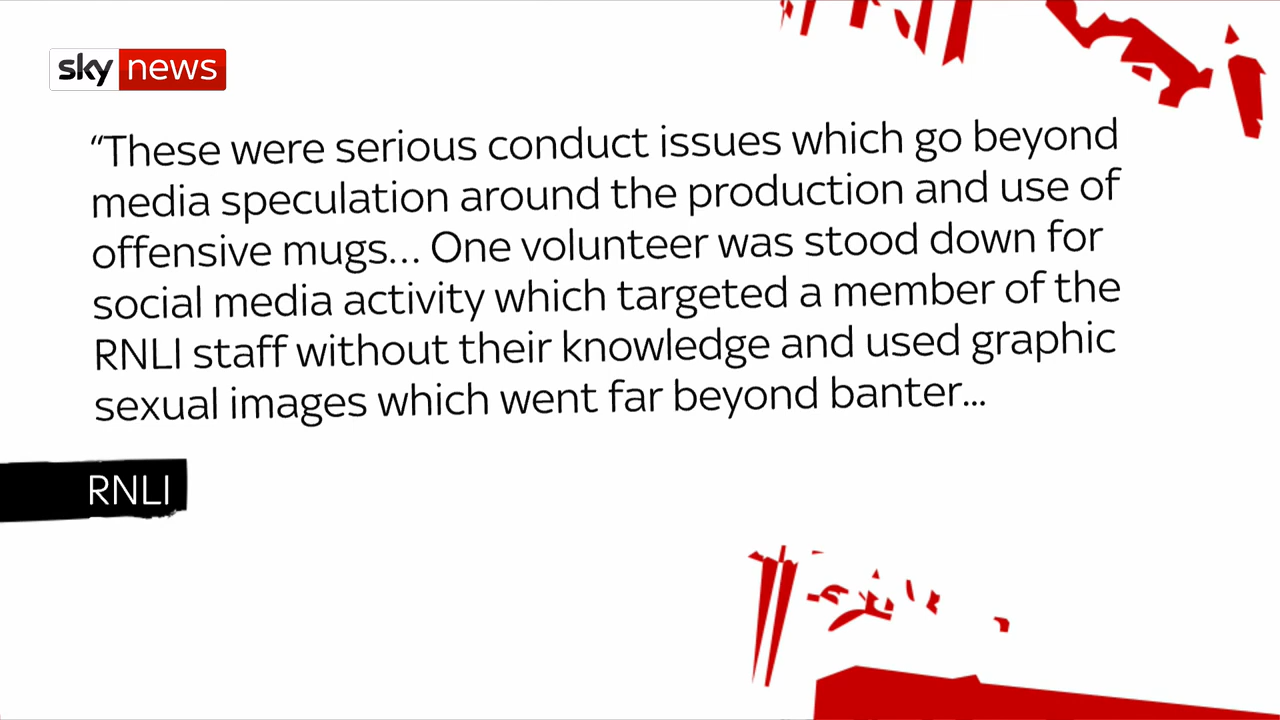 sky news
“These were serious conduct issues which go beyond
media speculation around the production and use of
offensive mugs... One volunteer was stood down for
social media activity which targeted a member of the
RNLI staff without their knowledge and used graphic
sexual images which went far beyond banter...
RNLI